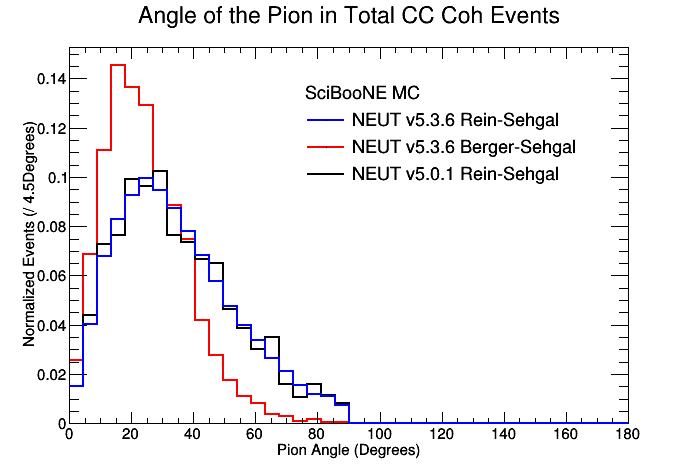 Angle of the Pion in Total CC Coh Events
Normalized Events (/ 4.5Degrees)
0.14
0.12
0.1
0.08
0.06
0.04
0.02
0
SciBooNE MC
NEUT v5.3.6 Rein-Sehgal
NEUT v5.3.6 Berger-Sehgal
NEUT v5.0.1 Rein-Sehgal
0 20 40 60 80 100 120 140 160 180
Pion Angle (Degrees)